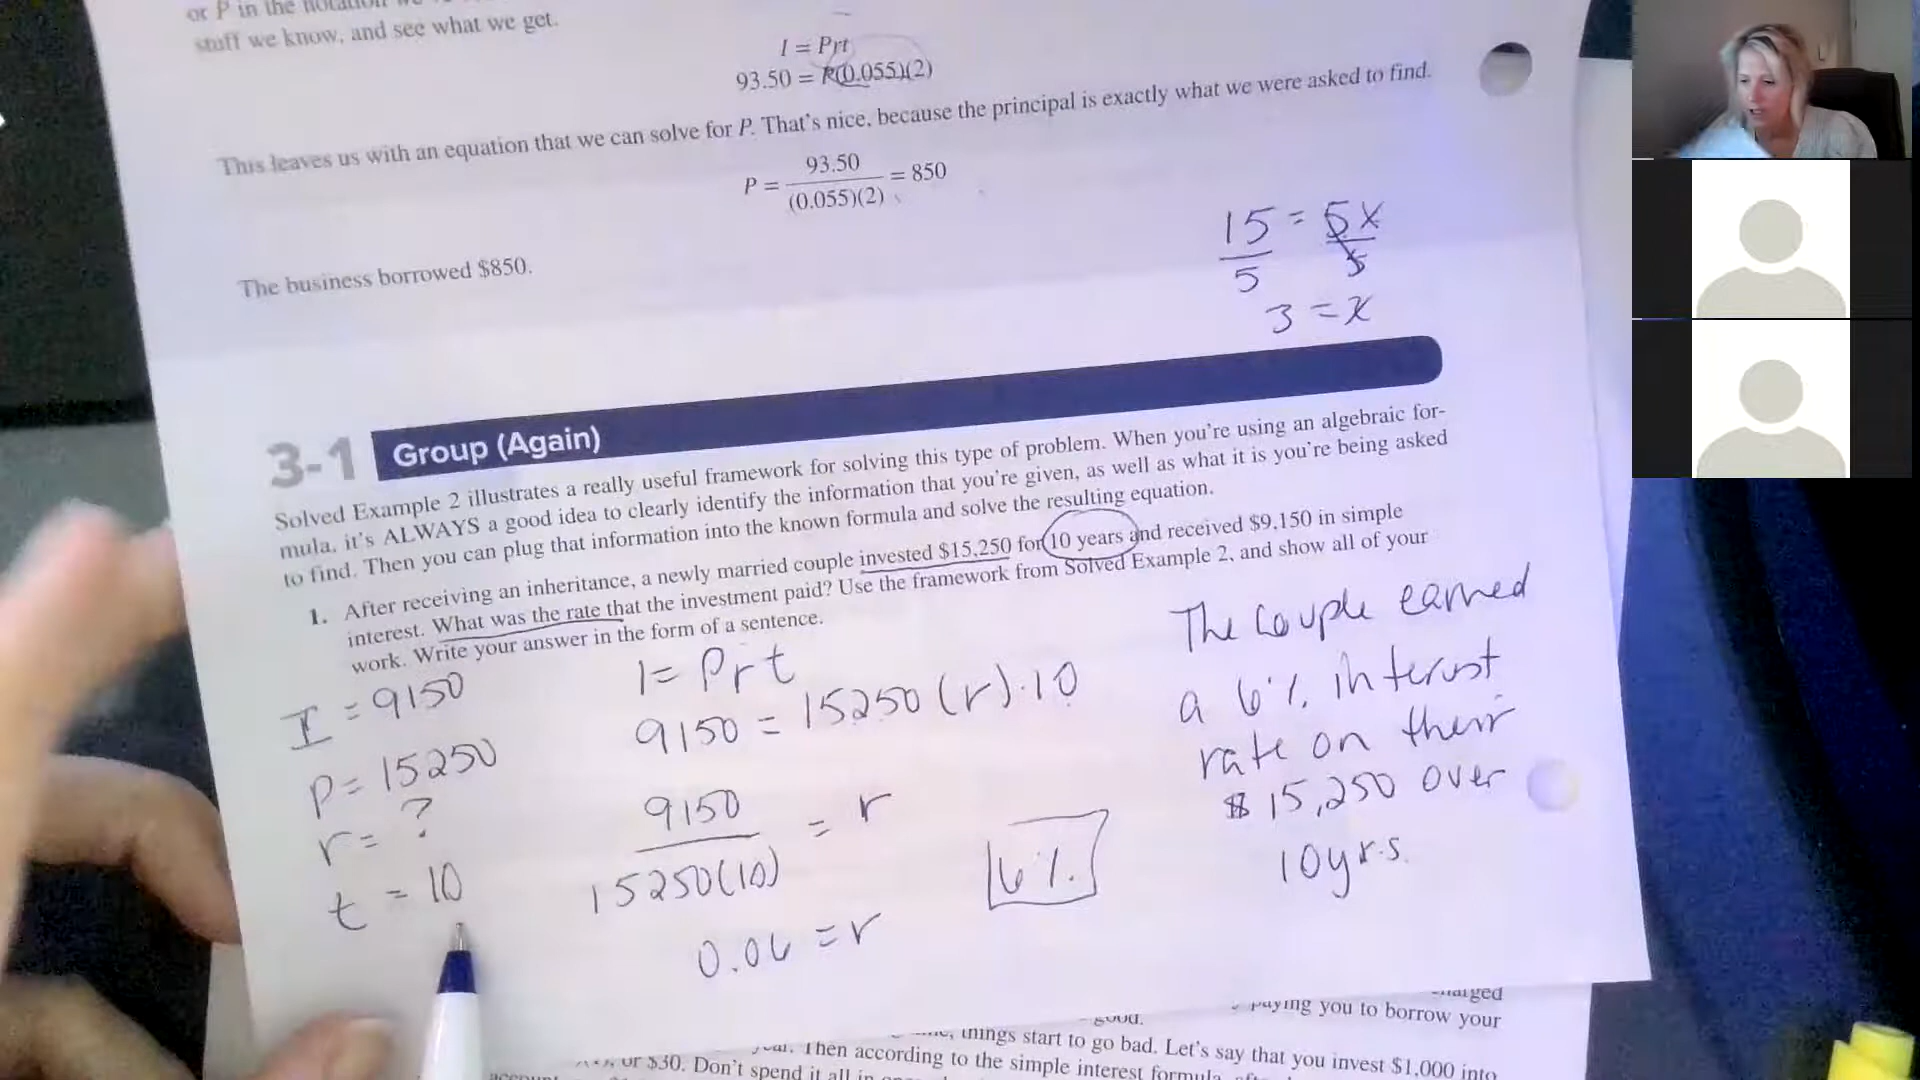 or P in the notation we
stuff we know, and see what we get.
I = Prt
93.50 = P(0.055)(2)
This leaves us with an equation that we can solve for P. That's nice, because the principal is exactly what we were asked to find.
P = 93.50 / (0.055)(2) = 850
The business borrowed $850.
15 = 5x
5 5
3 = x
3-1 Group (Again)
Solved Example 2 illustrates a really useful framework for solving this type of problem. When you're using an algebraic for-
mula, it's ALWAYS a good idea to clearly identify the information that you're given, as well as what it is you're being asked
to find. Then you can plug that information into the known formula and solve the resulting equation.
1. After receiving an inheritance, a newly married couple invested $15,250 for 10 years and received $9,150 in simple
interest. What was the rate that the investment paid? Use the framework from Solved Example 2, and show all of your
work. Write your answer in the form of a sentence.
I = 9150
P = 15250
r = ?
t = 10
I = Prt
9150 = 15250 (r) · 10
9150 = r
15250(10)
0.06 = r
6%
The couple earned
a 6% interest
rate on their
$15,250 over
10yrs.
charged
paying you to borrow your
good.
things start to go bad. Let's say that you invest $1,000 into
Then according to the simple interest formula
or $30. Don't spend it all in